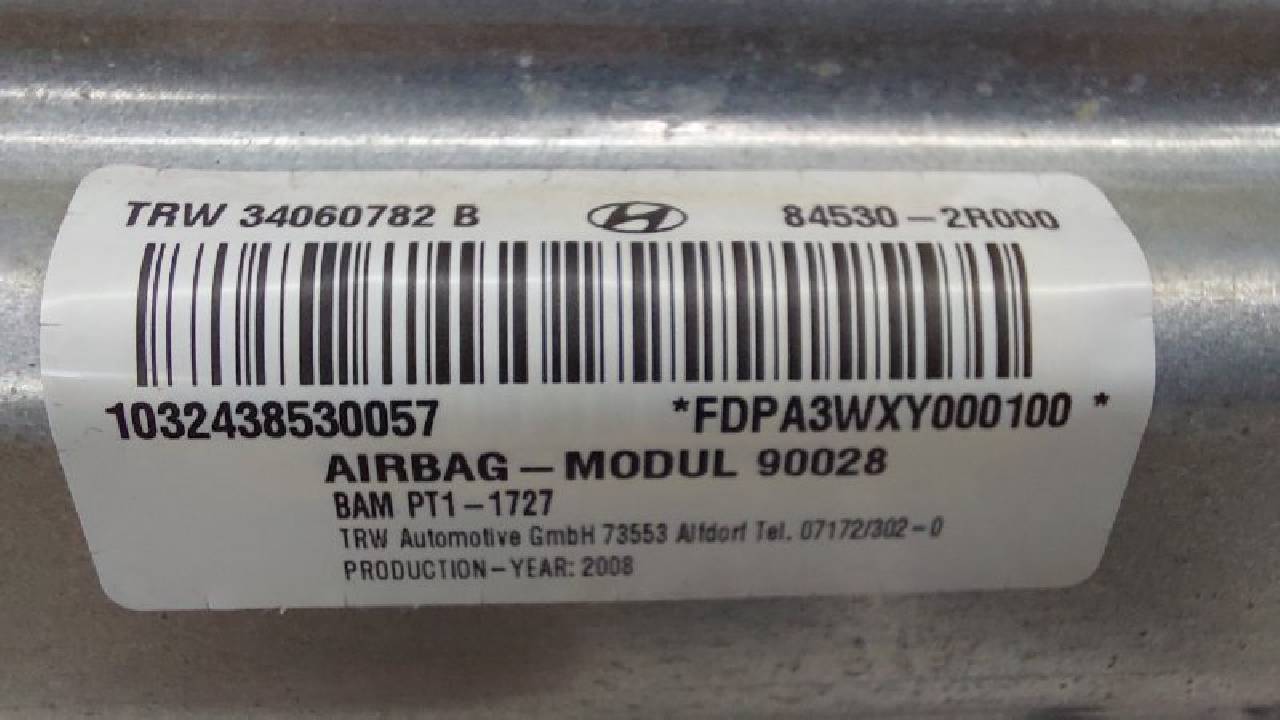 TRW 34060782 B 84530-2R000
1032438530057 *FDPA3WXY000100 *
AIRBAG-MODUL 90028
BAM PT1-1727
TRW Automotive GmbH 73553 Alfdorf Tel. 07172/302-0
PRODUCTION-YEAR: 2008